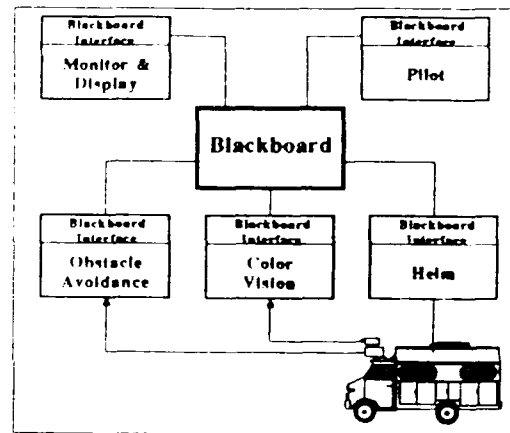 Blackboard
Interface
Monitor &
Display
Blackboard
Interface
Pilot
Blackboard
Blackboard
Interface
Obstacle
Avoidance
Blackboard
Interface
Color
Vision
Blackboard
Interface
Helm